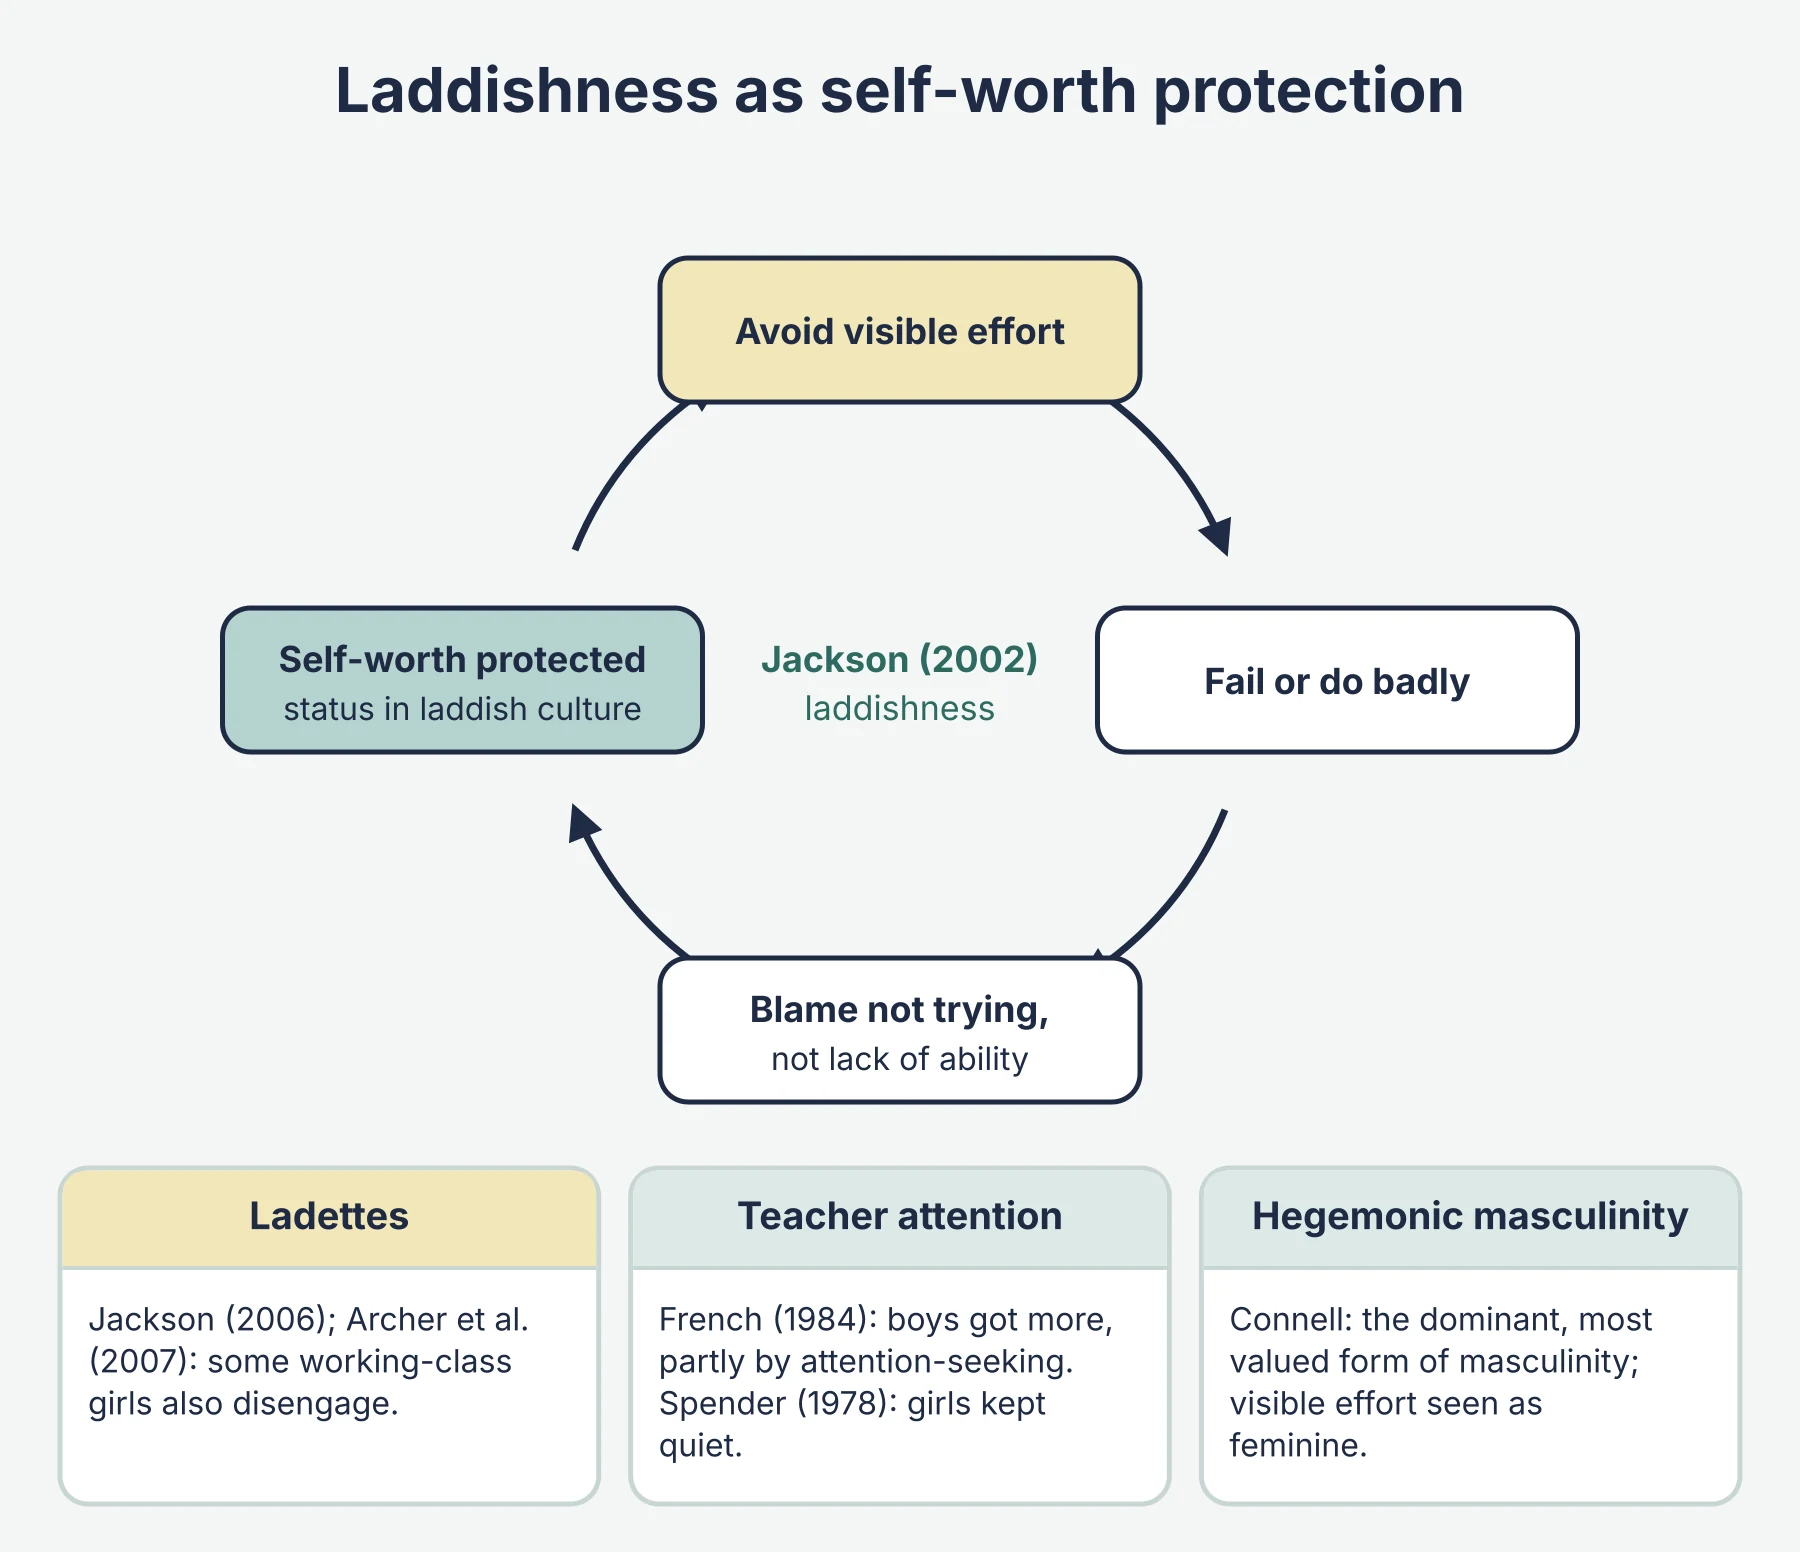 Laddishness as self-worth protection
Avoid visible effort
Self-worth protected
status in laddish culture
Jackson (2002)
laddishness
Fail or do badly
Blame not trying,
not lack of ability
Ladettes
Jackson (2006); Archer et al.
(2007): some working-class
girls also disengage.
Teacher attention
French (1984): boys got more,
partly by attention-seeking.
Spender (1978): girls kept
quiet.
Hegemonic masculinity
Connell: the dominant, most
valued form of masculinity;
visible effort seen as
feminine.